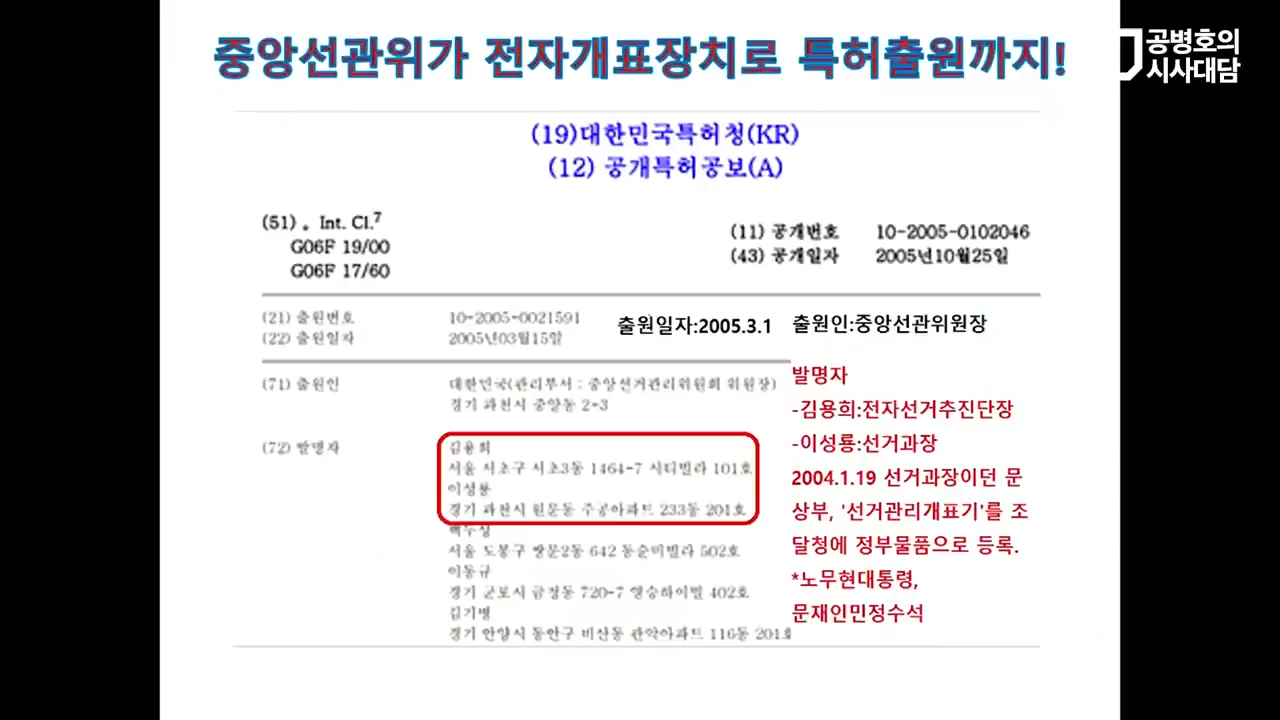 중앙선관위가 전자개표장치로 특허출원까지!
공병호의
시사대담
(19)대한민국특허청(KR)
(12) 공개특허공보(A)
(51) 。Int. Cl.7
G06F 19/00
G06F 17/60
(11) 공개번호 10-2005-0102046
(43) 공개일자 2005년10월25일
(21) 출원번호 10-2005-0021591
(22) 출원일자 2005년03월15일
출원일자:2005.3.1
출원인:중앙선관위원장
(71) 출원인 대한민국(관리부서 : 중앙선거관리위원회 위원장)
경기 과천시 중앙동 2-3
(72) 발명자 김용희
서울 서초구 서초3동 1464-7 시티빌라 101호
이성룡
경기 과천시 원문동 주공아파트 233동 201호
서울 도봉구 쌍문2동 642 동순미빌라 502호
이동규
경기 군포시 금정동 720-7 영승하이빌 402호
김기명
경기 안양시 동안구 비산동 관악아파트 116동 201호
발명자
-김용희:전자선거추진단장
-이성룡:선거과장
2004.1.19 선거과장이던 문
상부, '선거관리개표기'를 조
달청에 정부물품으로 등록.
*노무현대통령,
문재인민정수석